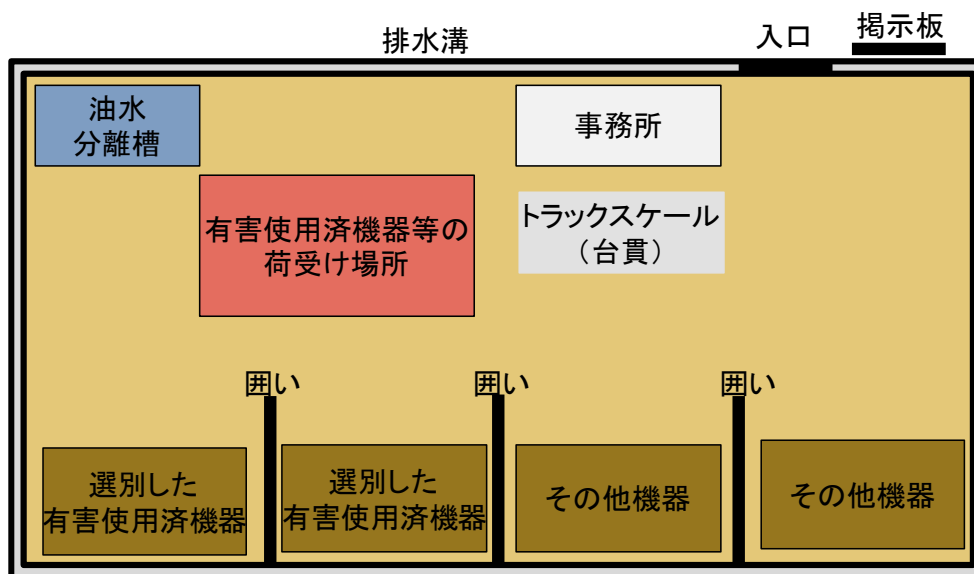 排水溝
入口
掲示板
油水
分離槽
事務所
有害使用済機器等の
荷受け場所
トラックスケール
（台貫）
囲い
囲い
囲い
選別した
有害使用済機器
選別した
有害使用済機器
その他機器
その他機器